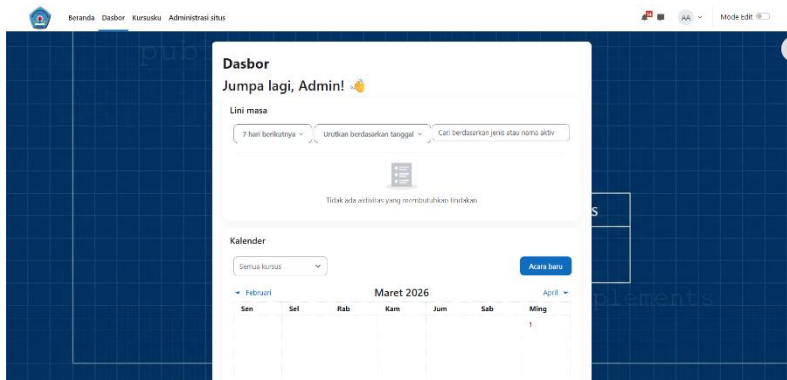 Beranda Dasbor Kursusku Administrasi situs AA Mode Edit
publ
Dasbor
Jumpa lagi, Admin! 👋
Lini masa
7 hari berikutnya Urutkan berdasarkan tanggal Cari berdasarkan jenis atau nama aktiv
Tidak ada aktivitas yang membutuhkan tindakan
s
Kalender
Semua kursus Acara baru
Februari Maret 2026 April
plements
Sen Sel Rab Kam Jum Sab Ming
1